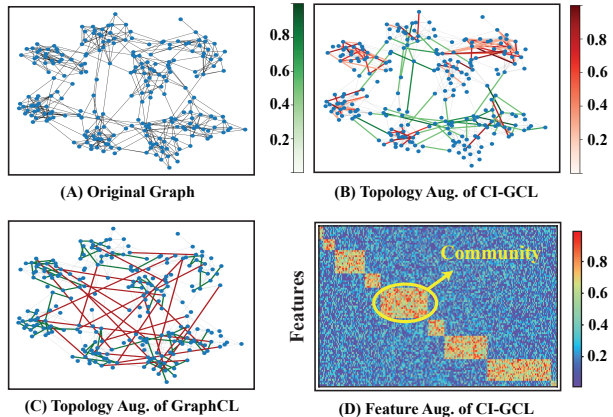 0.8
0.6
0.4
0.2
(A) Original Graph
0.8
0.6
0.4
0.2
(B) Topology Aug. of CI-GCL
(C) Topology Aug. of GraphCL
Features
Community
1.0
0.8
0.6
0.4
0.2
(D) Feature Aug. of CI-GCL